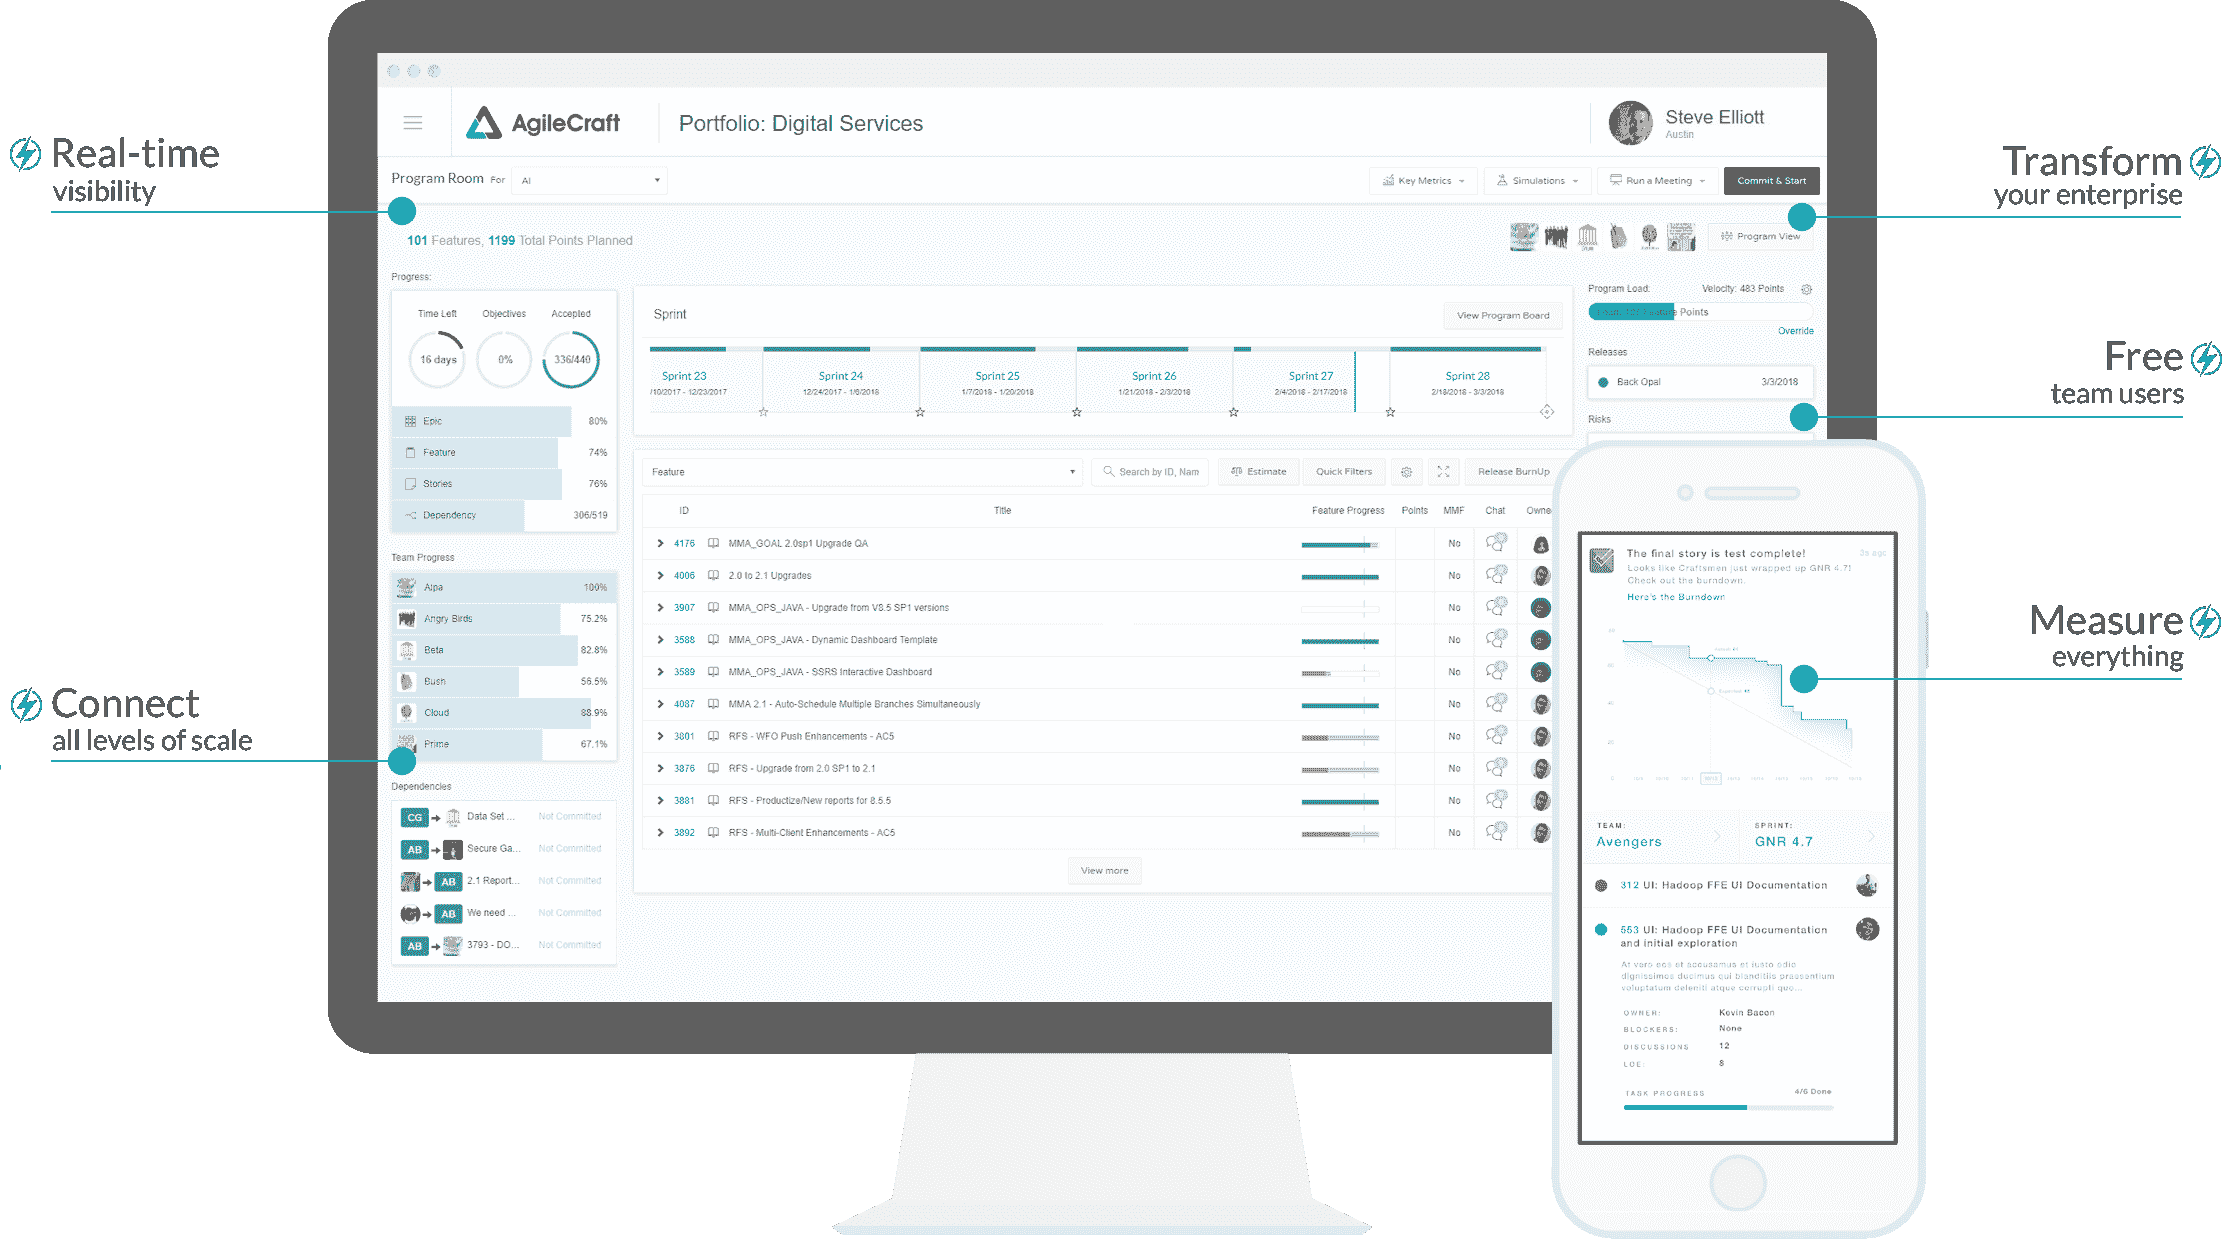 Real-time
visibility
Connect
all levels of scale
Transform
your enterprise
Free
team users
Measure
everything
AgileCraft
Portfolio: Digital Services
Steve Elliott
Austin
Program Room For
Key Metrics
Simulations
Run a Meeting
Commit & Start
101 Features, 1199 Total Points Planned
Program View
Progress:
Time Left Objectives Accepted
16 days 0% 336/440
Epic 80%
Feature 74%
Stories 76%
Dependency 306/519
Team Progress
Alpa 100%
Angry Birds 75.2%
Beta 82.8%
Bush 56.5%
Cloud 88.9%
Prime 67.1%
Dependencies
CG Data Set ... Not Committed
AB Secure Ga... Not Committed
AB 2.1 Report... Not Committed
AB We need ... Not Committed
AB 3793 - DO... Not Committed
Sprint
View Program Board
Sprint 23 Sprint 24 Sprint 25 Sprint 26 Sprint 27 Sprint 28
/10/2017 - 12/23/2017 12/24/2017 - 1/6/2018 1/7/2018 - 1/20/2018 1/21/2018 - 2/3/2018 2/4/2018 - 2/17/2018 2/18/2018 - 3/3/2018
Program Load: Velocity: 483 Points
Points
Override
Releases
Back Opal 3/3/2018
Risks
Feature
Search by ID, Nam
Estimate
Quick Filters
Release BurnUp
ID Title Feature Progress Points MMF Chat Owne
4176 MMA_GOAL 2.0sp1 Upgrade QA No
4006 2.0 to 2.1 Upgrades No
3907 MMA_OPS_JAVA - Upgrade from V8.5 SP1 versions No
3588 MMA_OPS_JAVA - Dynamic Dashboard Template No
3589 MMA_OPS_JAVA - SSRS Interactive Dashboard No
4087 MMA 2.1 - Auto-Schedule Multiple Branches Simultaneously No
3801 RFS - WFO Push Enhancements - AC5 No
3876 RFS - Upgrade from 2.0 SP1 to 2.1 No
3881 RFS - Productize/New reports for 8.5.5 No
3892 RFS - Multi-Client Enhancements - AC5 No
View more
The final story is test complete! 3s ago
Looks like Craftsmen just wrapped up GNR 4.7!
Check out the burndown.
Here's the Burndown
TEAM: SPRINT:
Avengers GNR 4.7
312 UI: Hadoop FFE UI Documentation
553 UI: Hadoop FFE UI Documentation
and initial exploration
At vero eos et accusamus et iusto odio
dignissimos ducimus qui blanditiis praesentium
voluptatum deleniti atque corrupti quo...
OWNER: Kevin Bacon
BLOCKERS: None
DISCUSSIONS 12
LOE: 8
TASK PROGRESS 4/6 Done